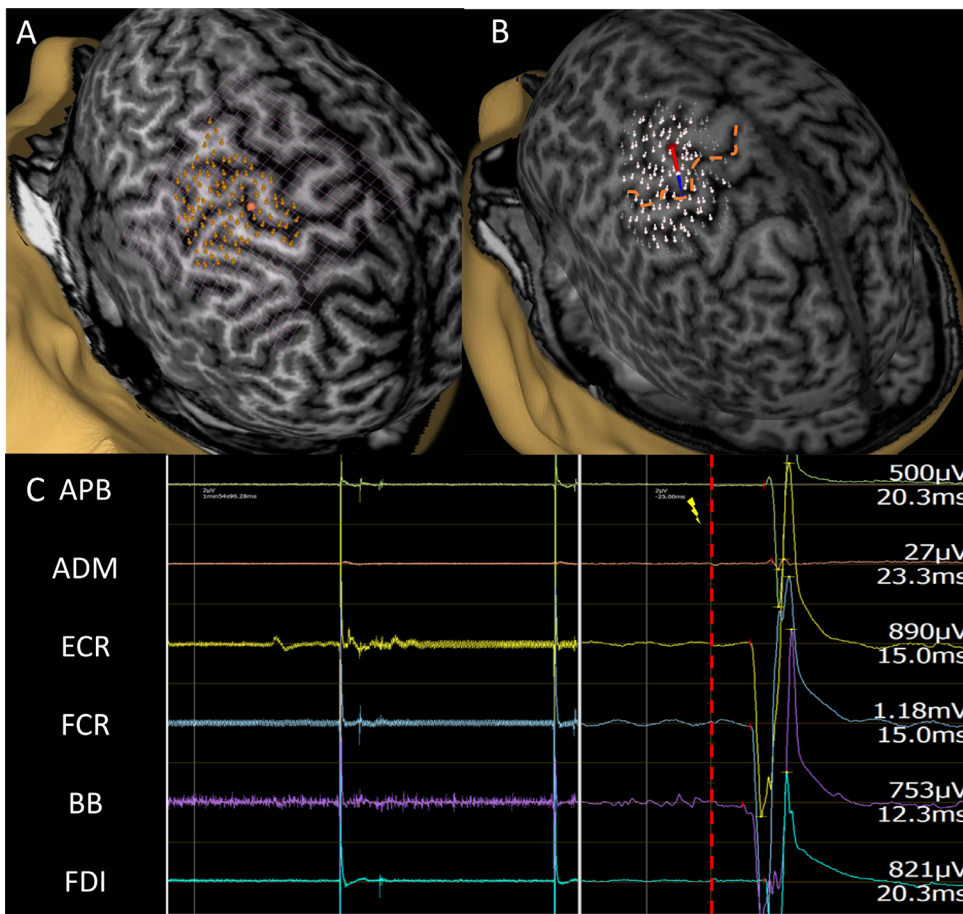 A
B
C
APB
2µV
1min54s90.28ms
2µV
-25.00ms
500µV
20.3ms
ADM
27µV
23.3ms
ECR
890µV
15.0ms
FCR
1.18mV
15.0ms
BB
753µV
12.3ms
FDI
821µV
20.3ms